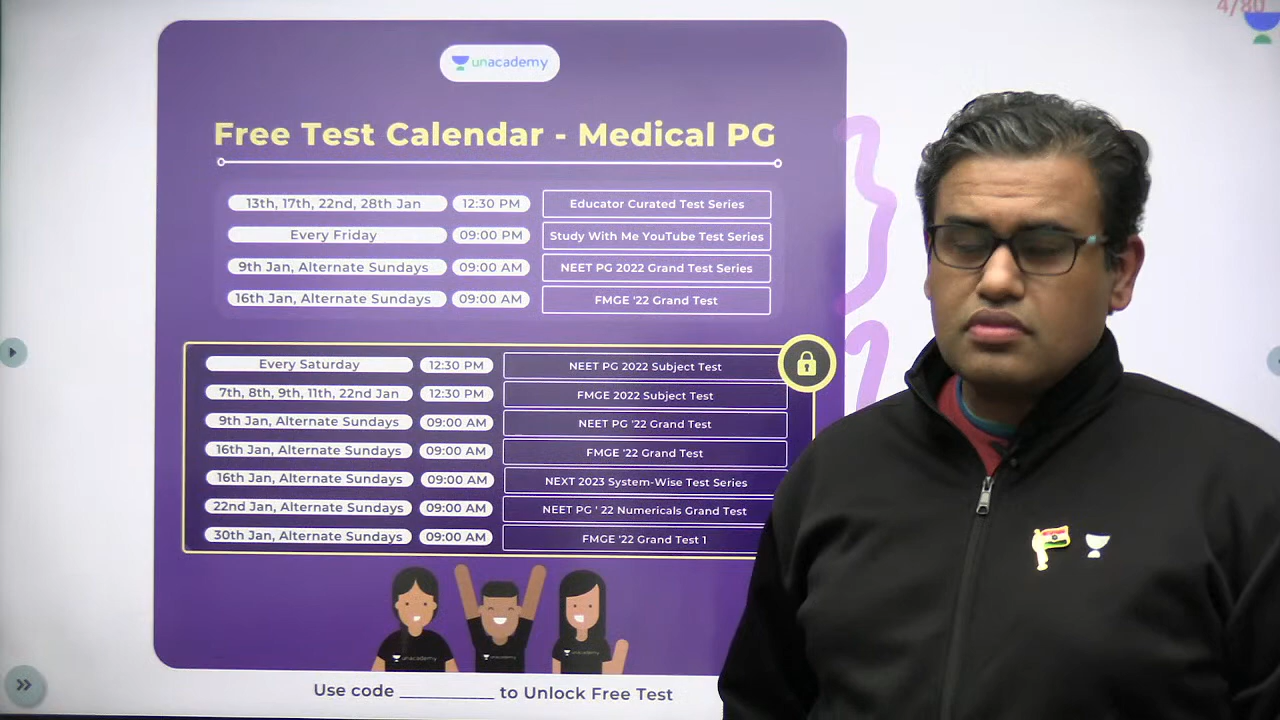 4/80
unacademy
Free Test Calendar - Medical PG
13th, 17th, 22nd, 28th Jan 12:30 PM Educator Curated Test Series
Every Friday 09:00 PM Study With Me YouTube Test Series
9th Jan, Alternate Sundays 09:00 AM NEET PG 2022 Grand Test Series
16th Jan, Alternate Sundays 09:00 AM FMGE '22 Grand Test
Every Saturday 12:30 PM NEET PG 2022 Subject Test
7th, 8th, 9th, 11th, 22nd Jan 12:30 PM FMGE 2022 Subject Test
9th Jan, Alternate Sundays 09:00 AM NEET PG '22 Grand Test
16th Jan, Alternate Sundays 09:00 AM FMGE '22 Grand Test
16th Jan, Alternate Sundays 09:00 AM NEXT 2023 System-Wise Test Series
22nd Jan, Alternate Sundays 09:00 AM NEET PG ' 22 Numericals Grand Test
30th Jan, Alternate Sundays 09:00 AM FMGE '22 Grand Test 1
unacademy unacademy unacademy
Use code __________ to Unlock Free Test